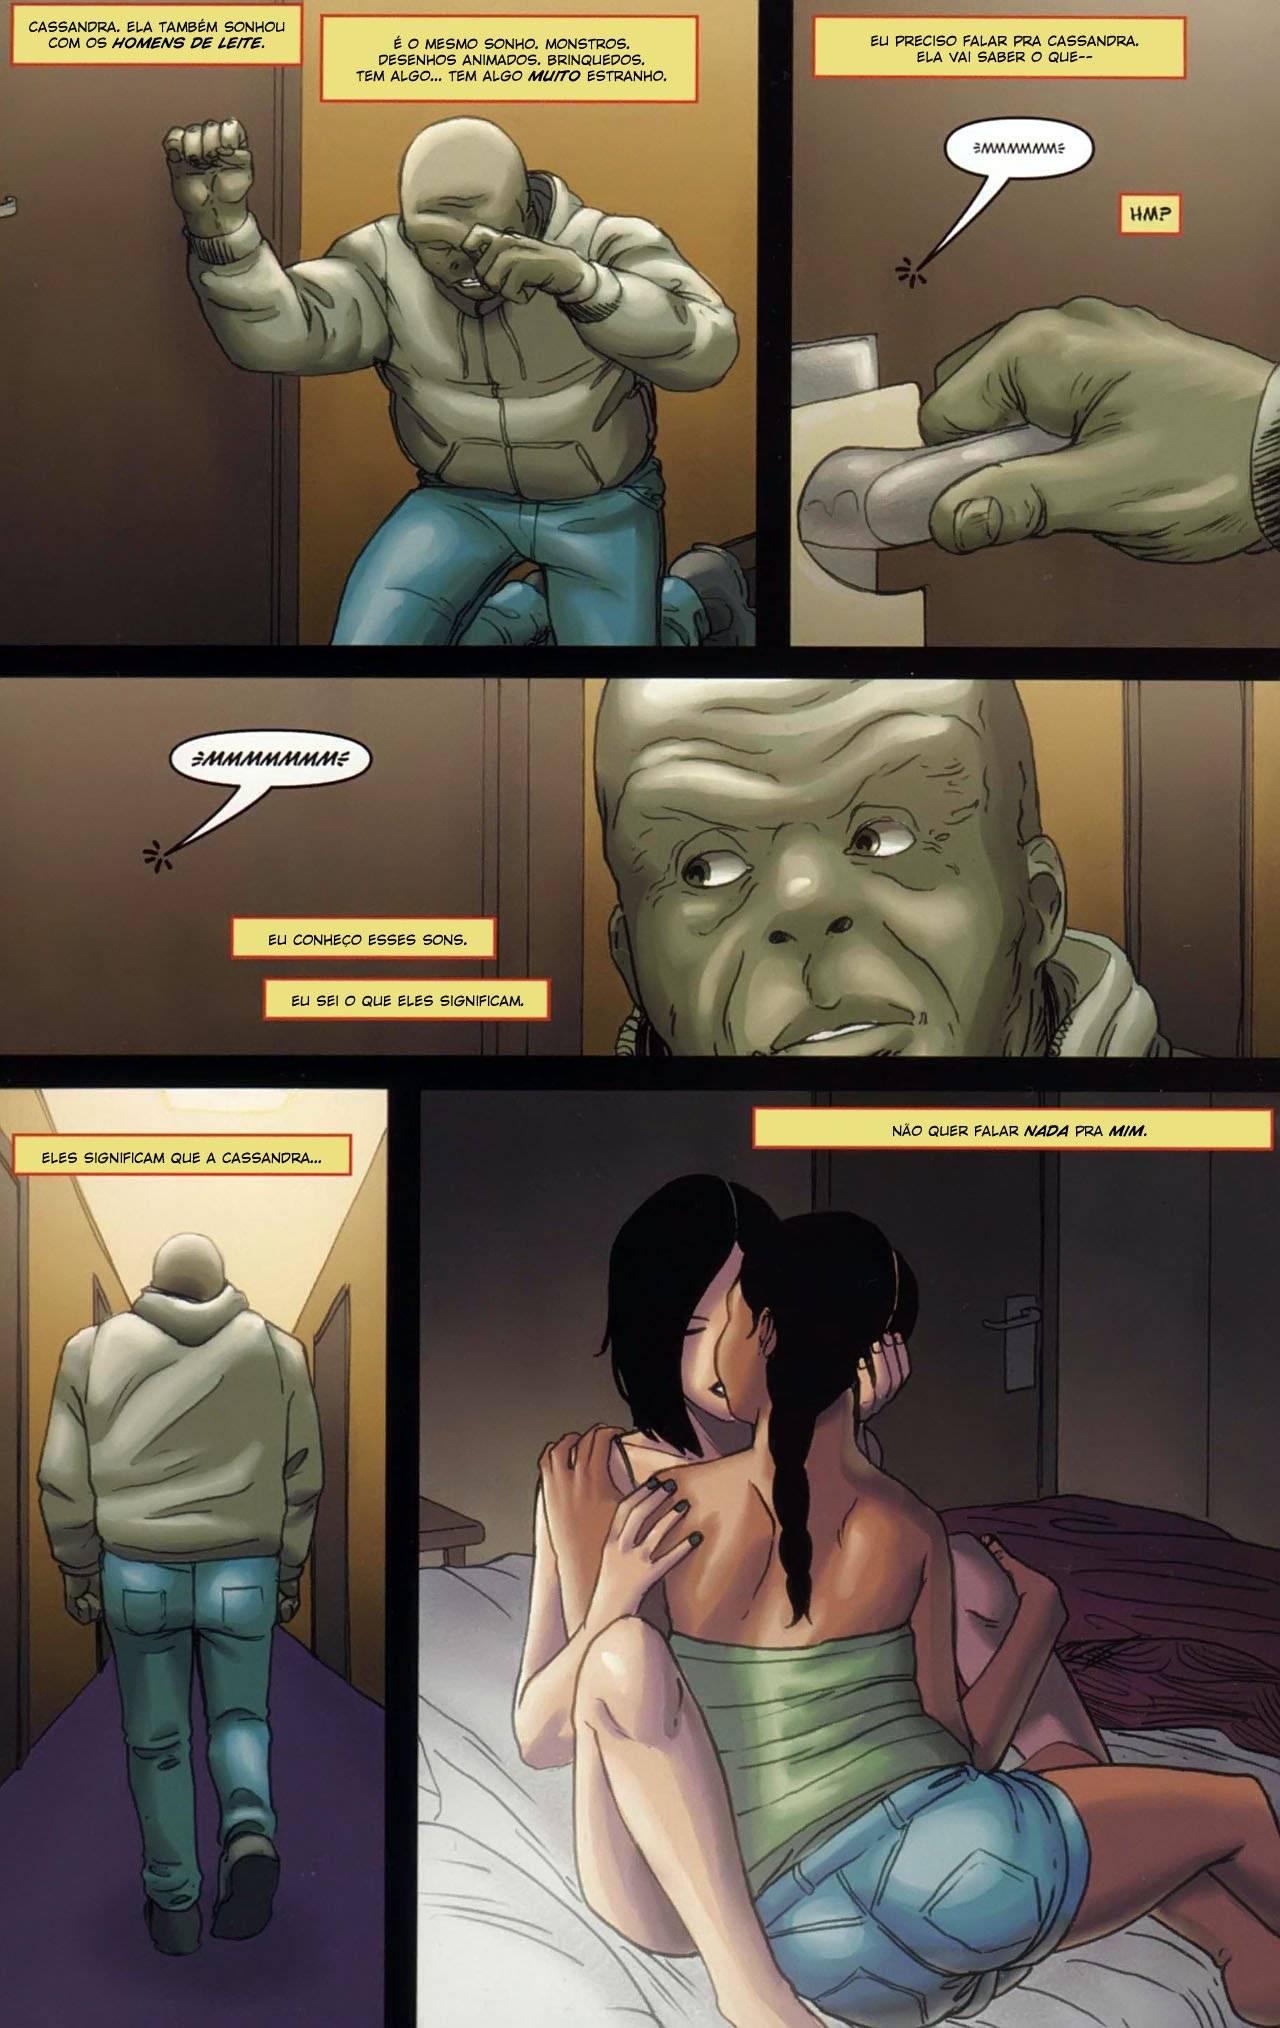 CASSANDRA. ELA TAMBÉM SONHOU
COM OS HOMENS DE LEITE.
É O MESMO SONHO. MONSTROS.
DESENHOS ANIMADOS. BRINQUEDOS.
TEM ALGO... TEM ALGO MUITO ESTRANHO.
EU PRECISO FALAR PRA CASSANDRA.
ELA VAI SABER O QUE--
MMMMMM
HM?
MMMMMMM
EU CONHEÇO ESSES SONS.
EU SEI O QUE ELES SIGNIFICAM.
ELES SIGNIFICAM QUE A CASSANDRA...
NÃO QUER FALAR NADA PRA MIM.